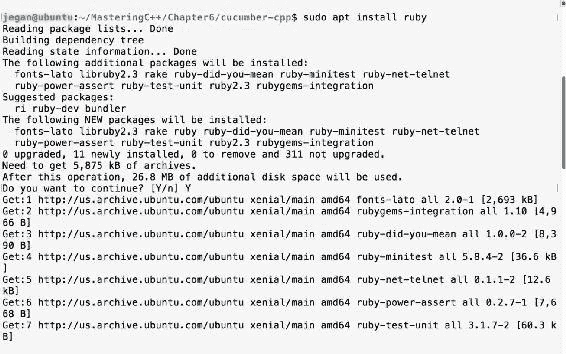 jegan@ubuntu:~/MasteringC++/Chapter6/cucumber-cpp$ sudo apt install ruby
Reading package lists... Done
Building dependency tree
Reading state information... Done
The following additional packages will be installed:
fonts-lato libruby2.3 rake ruby-did-you-mean ruby-minitest ruby-net-telnet
ruby-power-assert ruby-test-unit ruby2.3 rubygems-integration
Suggested packages:
ri ruby-dev bundler
The following NEW packages will be installed:
fonts-lato libruby2.3 rake ruby ruby-did-you-mean ruby-minitest ruby-net-telnet
ruby-power-assert ruby-test-unit ruby2.3 rubygems-integration
0 upgraded, 11 newly installed, 0 to remove and 311 not upgraded.
Need to get 5,875 kB of archives.
After this operation, 26.8 MB of additional disk space will be used.
Do you want to continue? [Y/n] Y
Get:1 http://us.archive.ubuntu.com/ubuntu xenial/main amd64 fonts-lato all 2.0-1 [2,693 kB]
Get:2 http://us.archive.ubuntu.com/ubuntu xenial/main amd64 rubygems-integration all 1.10 [4,9
66 B]
Get:3 http://us.archive.ubuntu.com/ubuntu xenial/main amd64 ruby-did-you-mean all 1.0.0-2 [8,3
90 B]
Get:4 http://us.archive.ubuntu.com/ubuntu xenial/main amd64 ruby-minitest all 5.8.4-2 [36.6 kB
]
Get:5 http://us.archive.ubuntu.com/ubuntu xenial/main amd64 ruby-net-telnet all 0.1.1-2 [12.6
kB]
Get:6 http://us.archive.ubuntu.com/ubuntu xenial/main amd64 ruby-power-assert all 0.2.7-1 [7,6
68 B]
Get:7 http://us.archive.ubuntu.com/ubuntu xenial/main amd64 ruby-test-unit all 3.1.7-2 [60.3 k
B]